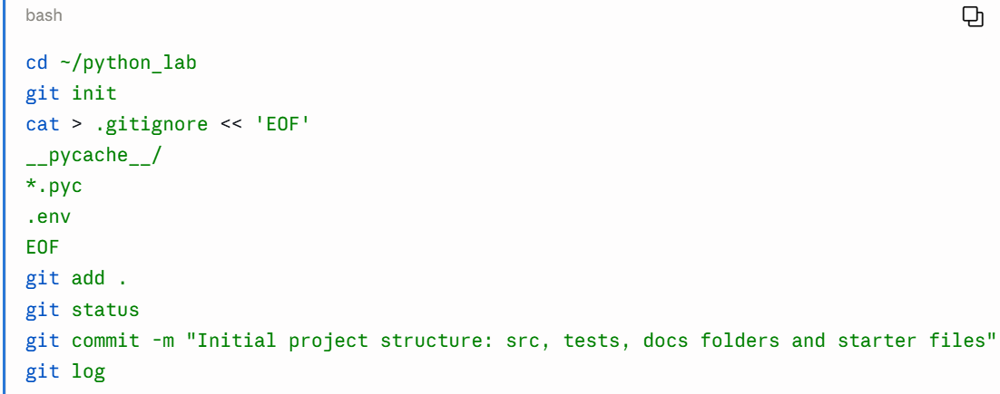 bash
cd ~/python_lab
git init
cat > .gitignore << 'EOF'
__pycache__/
*.pyc
.env
EOF
git add .
git status
git commit -m "Initial project structure: src, tests, docs folders and starter files"
git log